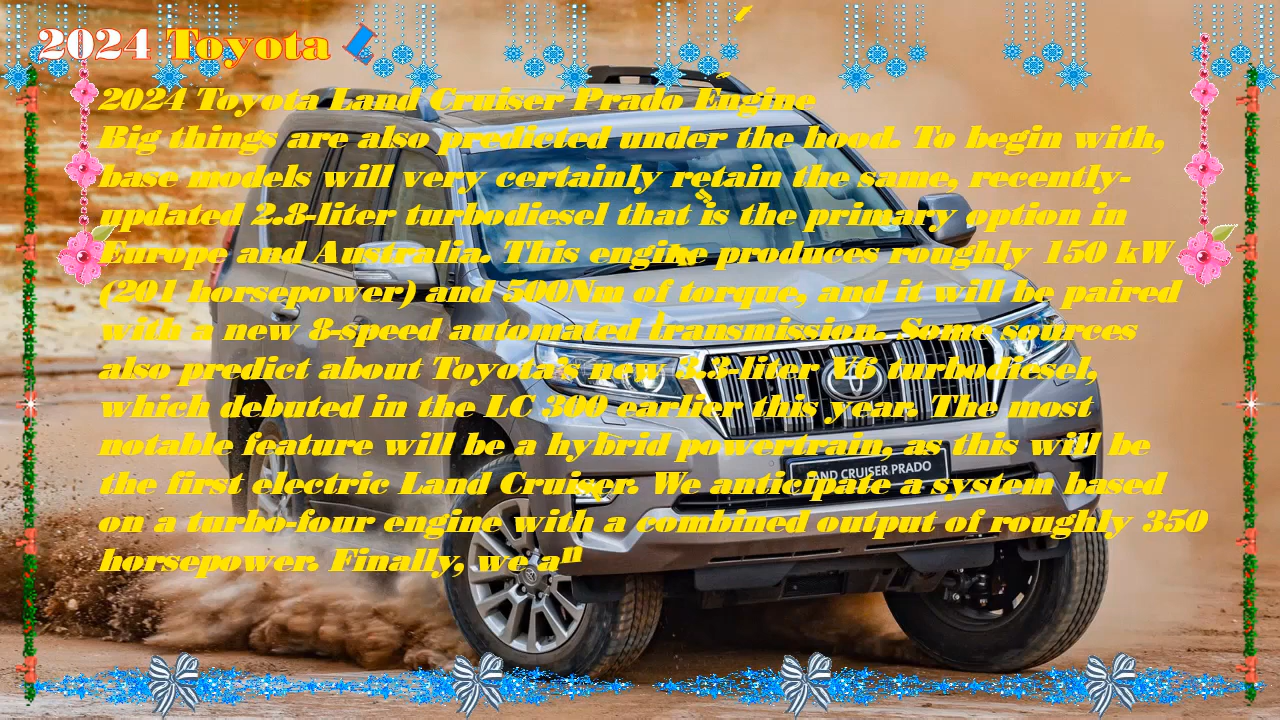 2024 Toyota
2024 Toyota Land Cruiser Prado Engine
Big things are also predicted under the hood. To begin with,
base models will very certainly retain the same, recently-
updated 2.8-liter turbodiesel that is the primary option in
Europe and Australia. This engine produces roughly 150 kW
(201 horsepower) and 500Nm of torque, and it will be paired
with a new 8-speed automated transmission. Some sources
also predict about Toyota's new 3.3-liter V6 turbodiesel,
which debuted in the LC 300 earlier this year. The most
notable feature will be a hybrid powertrain, as this will be
the first electric Land Cruiser. We anticipate a system based
on a turbo-four engine with a combined output of roughly 350
horsepower. Finally, we an
LAND CRUISER PRADO